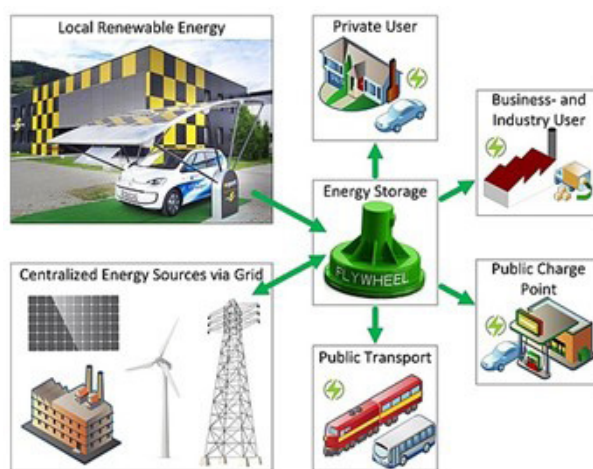 Local Renewable Energy
Private User
Business- and
Industry User
Energy Storage
FLYWHEEL
Centralized Energy Sources via Grid
Public Charge
Point
Public Transport